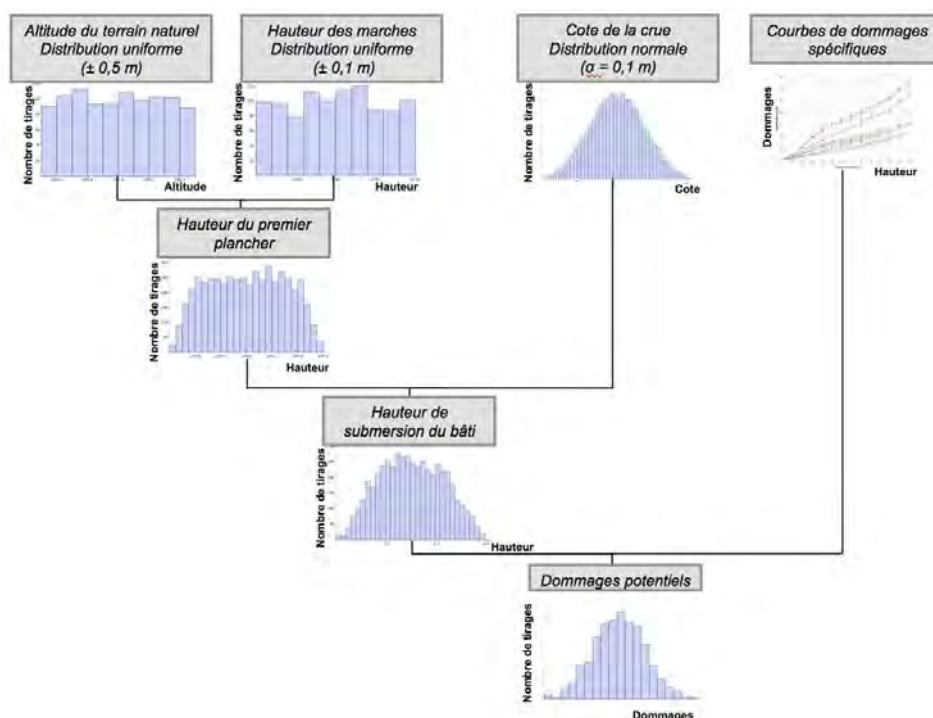 Altitude du terrain naturel
Distribution uniforme
(± 0,5 m)
Hauteur des marches
Distribution uniforme
(± 0,1 m)
Cote de la crue
Distribution normale
(σ = 0,1 m)
Courbes de dommages
spécifiques
Nombre de tirages
Altitude
Nombre de tirages
Hauteur
Nombre de tirages
Cote
Dommages
Hauteur
Hauteur du premier
plancher
Nombre de tirages
Hauteur
Hauteur de
submersion du bâti
Nombre de tirages
Hauteur
Dommages potentiels
Nombre de tirages
Dommages